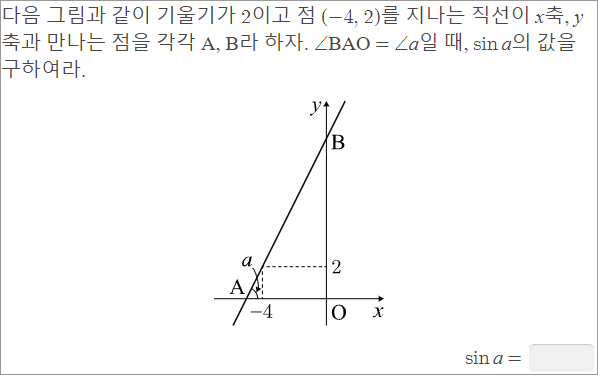 다음 그림과 같이 기울기가 2이고 점 (−4, 2)를 지나는 직선이 x축, y
축과 만나는 점을 각각 A, B라 하자. ∠BAO = ∠a일 때, sin a의 값을
구하여라.
y
B
a
2
A
−4
O
x
sin a =